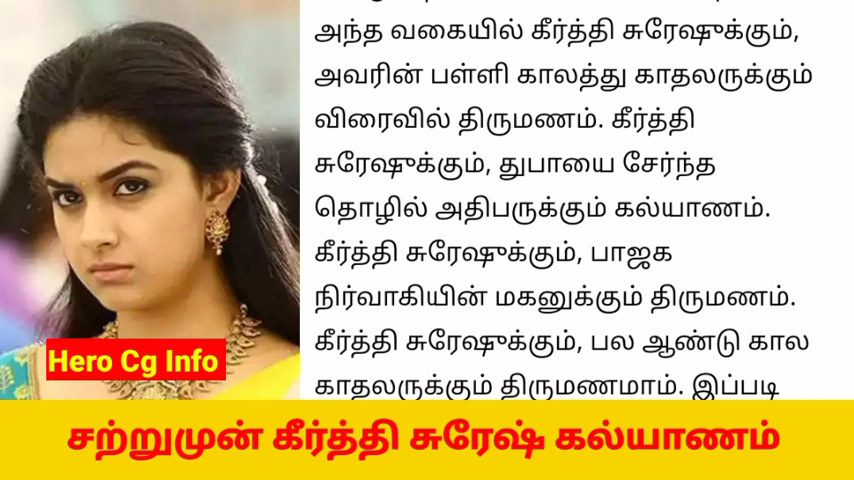 அந்த வகையில் கீர்த்தி சுரேஷுக்கும்,
அவரின் பள்ளி காலத்து காதலருக்கும்
விரைவில் திருமணம். கீர்த்தி
சுரேஷுக்கும், துபாயை சேர்ந்த
தொழில் அதிபருக்கும் கல்யாணம்.
கீர்த்தி சுரேஷுக்கும், பாஜக
நிர்வாகியின் மகனுக்கும் திருமணம்.
கீர்த்தி சுரேஷுக்கும், பல ஆண்டு கால
காதலருக்கும் திருமணமாம். இப்படி
Hero Cg Info
சற்றுமுன் கீர்த்தி சுரேஷ் கல்யாணம்